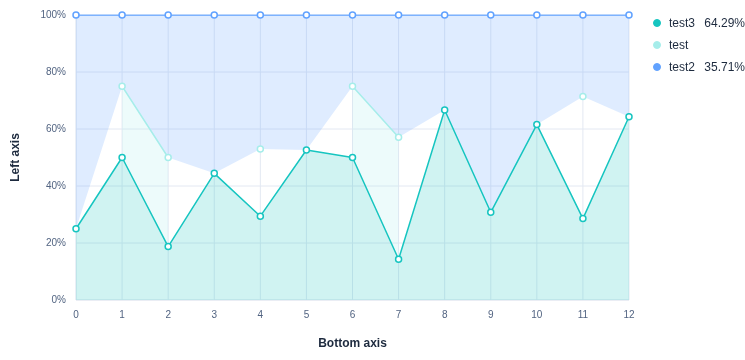 100%
80%
60%
40%
20%
0%
Left axis
0 1 2 3 4 5 6 7 8 9 10 11 12
Bottom axis
test3 64.29%
test
test2 35.71%